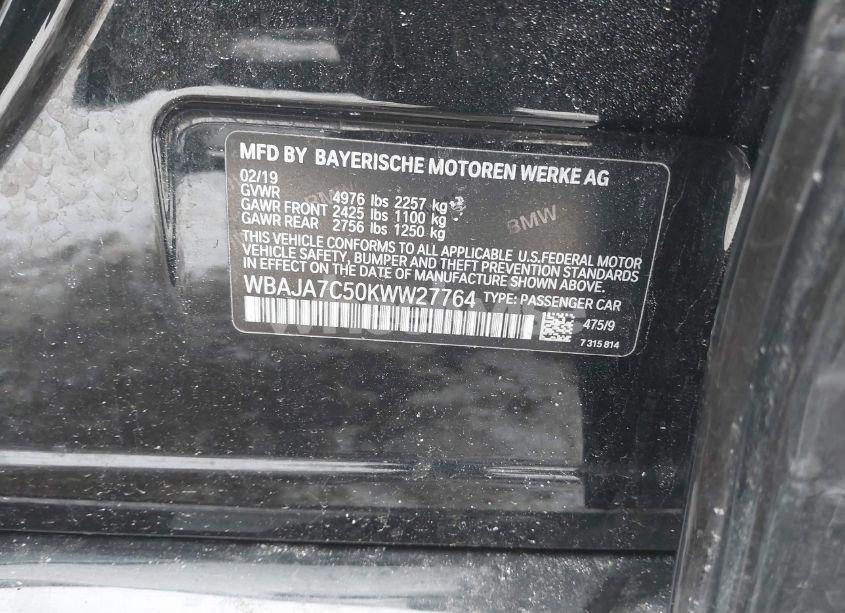 MFD BY BAYERISCHE MOTOREN WERKE AG
02/19
GVWR 4976 lbs 2257 kg
GAWR FRONT 2425 lbs 1100 kg
GAWR REAR 2756 lbs 1250 kg
THIS VEHICLE CONFORMS TO ALL APPLICABLE U.S.FEDERAL MOTOR
VEHICLE SAFETY, BUMPER AND THEFT PREVENTION STANDARDS
IN EFFECT ON THE DATE OF MANUFACTURE SHOWN ABOVE.
WBAJA7C50KWW27764 TYPE: PASSENGER CAR
475/9
7 315 814
BMW